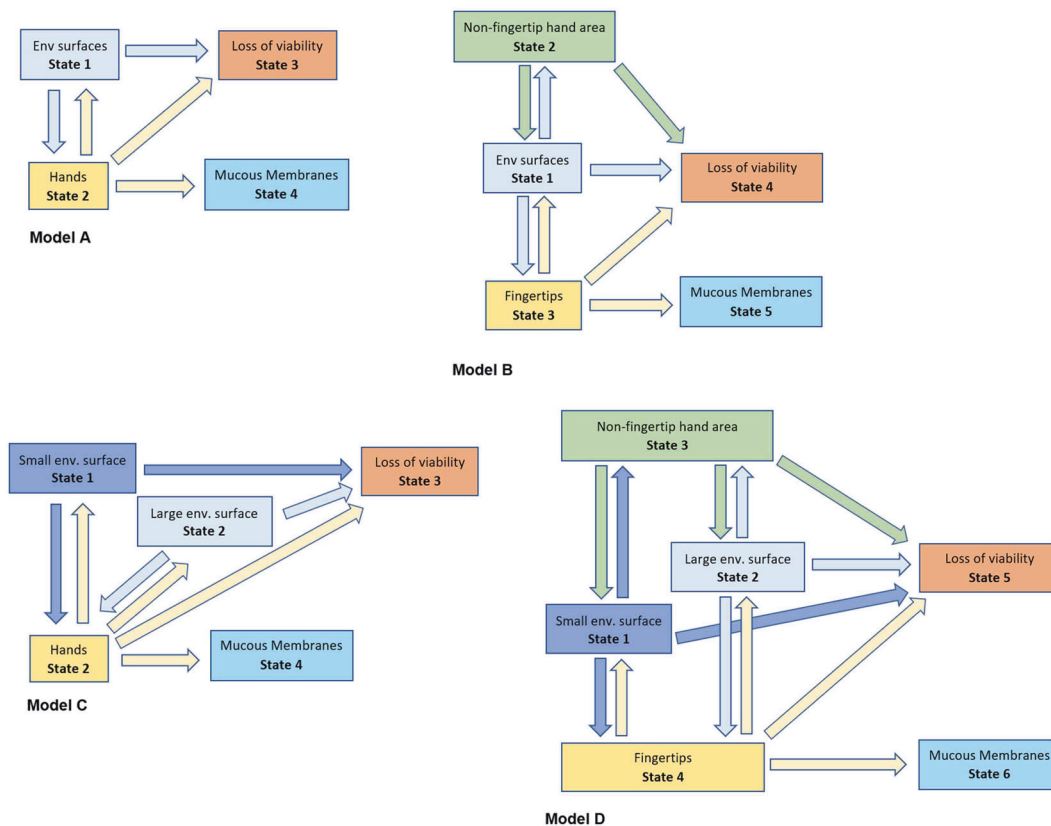 Env surfaces
State 1
Loss of viability
State 3
Hands
State 2
Mucous Membranes
State 4
Model A
Non-fingertip hand area
State 2
Env surfaces
State 1
Loss of viability
State 4
Fingertips
State 3
Mucous Membranes
State 5
Model B
Small env. surface
State 1
Loss of viability
State 3
Large env. surface
State 2
Hands
State 2
Mucous Membranes
State 4
Model C
Non-fingertip hand area
State 3
Large env. surface
State 2
Loss of viability
State 5
Small env. surface
State 1
Fingertips
State 4
Mucous Membranes
State 6
Model D